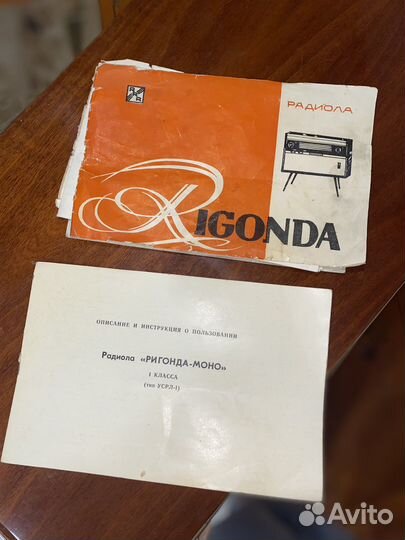 РАДИОЛА
RIGONDA
ОПИСАНИЕ И ИНСТРУКЦИЯ О ПОЛЬЗОВАНИИ
Радиола «РИГОНДА-МОНО»
I КЛАССА
(тип УСРЛ-1)
Avito